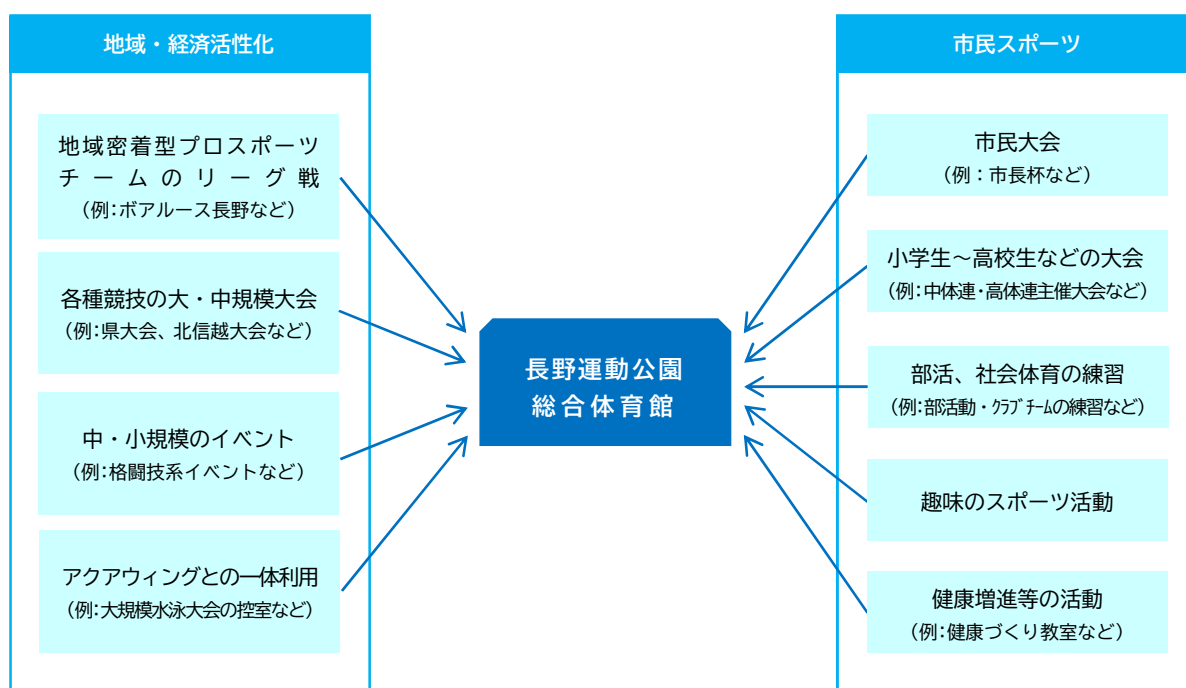 地域・経済活性化
地域密着型プロスポーツ
チームのリーグ戦
(例:ボアルース長野など)
各種競技の大・中規模大会
(例:県大会、北信越大会など)
中・小規模のイベント
(例:格闘技系イベントなど)
アクアウィングとの一体利用
(例:大規模水泳大会の控室など)
長野運動公園
総合体育館
市民スポーツ
市民大会
(例:市長杯など)
小学生～高校生などの大会
(例:中体連・高体連主催大会など)
部活、社会体育の練習
(例:部活動・クラブチームの練習など)
趣味のスポーツ活動
健康増進等の活動
(例:健康づくり教室など)